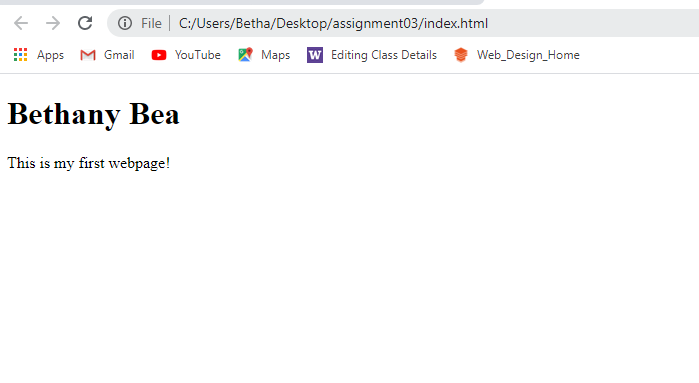 File | C:/Users/Betha/Desktop/assignment03/index.html
Apps Gmail YouTube Maps W Editing Class Details Web_Design_Home
Bethany Bea
This is my first webpage!